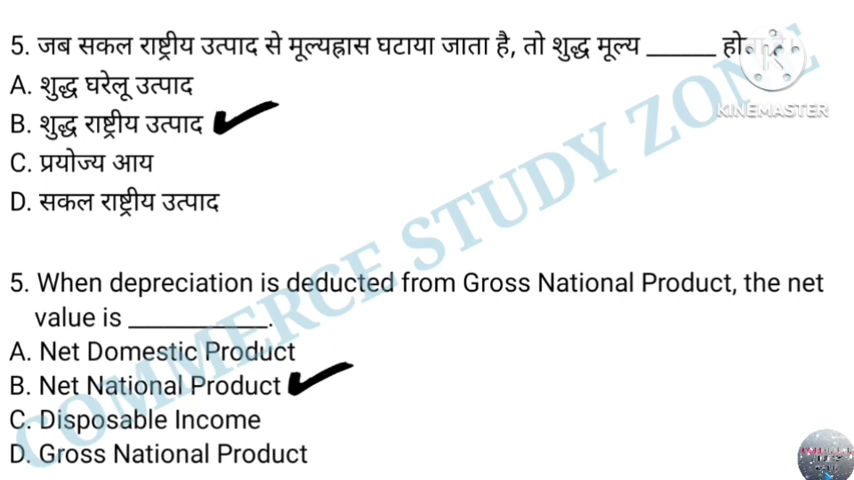 5. जब सकल राष्ट्रीय उत्पाद से मूल्यह्रास घटाया जाता है, तो शुद्ध मूल्य ______ हो
KINEMASTER
A. शुद्ध घरेलू उत्पाद
B. शुद्ध राष्ट्रीय उत्पाद
C. प्रयोज्य आय
D. सकल राष्ट्रीय उत्पाद
COMMERCE STUDY ZONE
5. When depreciation is deducted from Gross National Product, the net
value is ____________.
A. Net Domestic Product
B. Net National Product
C. Disposable Income
D. Gross National Product